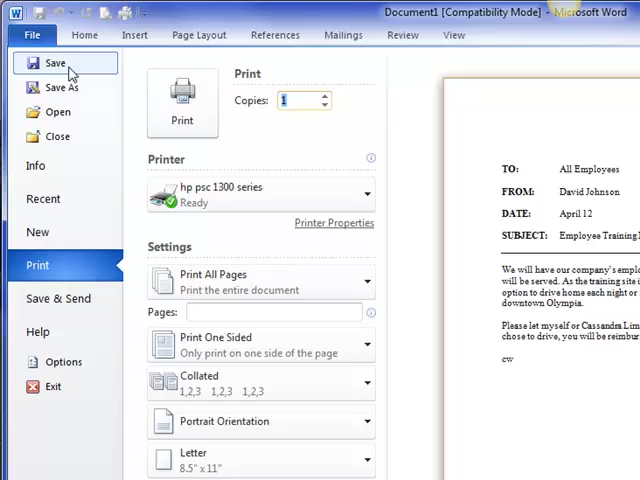 Document1 [Compatibility Mode] - Microsoft Word
File Home Insert Page Layout References Mailings Review View
Save
Save As
Open
Close
Info
Recent
New
Print
Save & Send
Help
Options
Exit
Print
Print
Copies: 1
Printer
hp psc 1300 series
Ready
Printer Properties
Settings
Print All Pages
Print the entire document
Pages:
Print One Sided
Only print on one side of the page
Collated
1,2,3 1,2,3 1,2,3
Portrait Orientation
Letter
8.5" x 11"
TO: All Employees
FROM: David Johnson
DATE: April 12
SUBJECT: Employee Training
We will have our company's
will be served. As the training site
option to drive home each night or
downtown Olympia.
Please let myself or Cassandra
chose to drive, you will be
cw